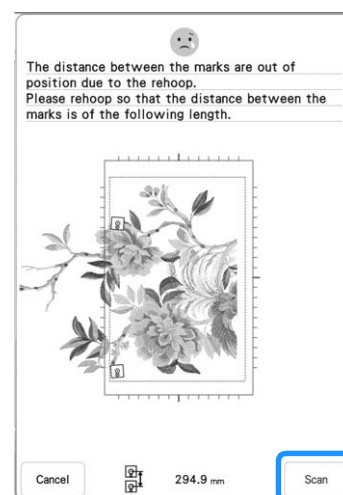 The distance between the marks are out of
position due to the rehoop.
Please rehoop so that the distance between the
marks is of the following length.
Cancel
294.9 mm
Scan